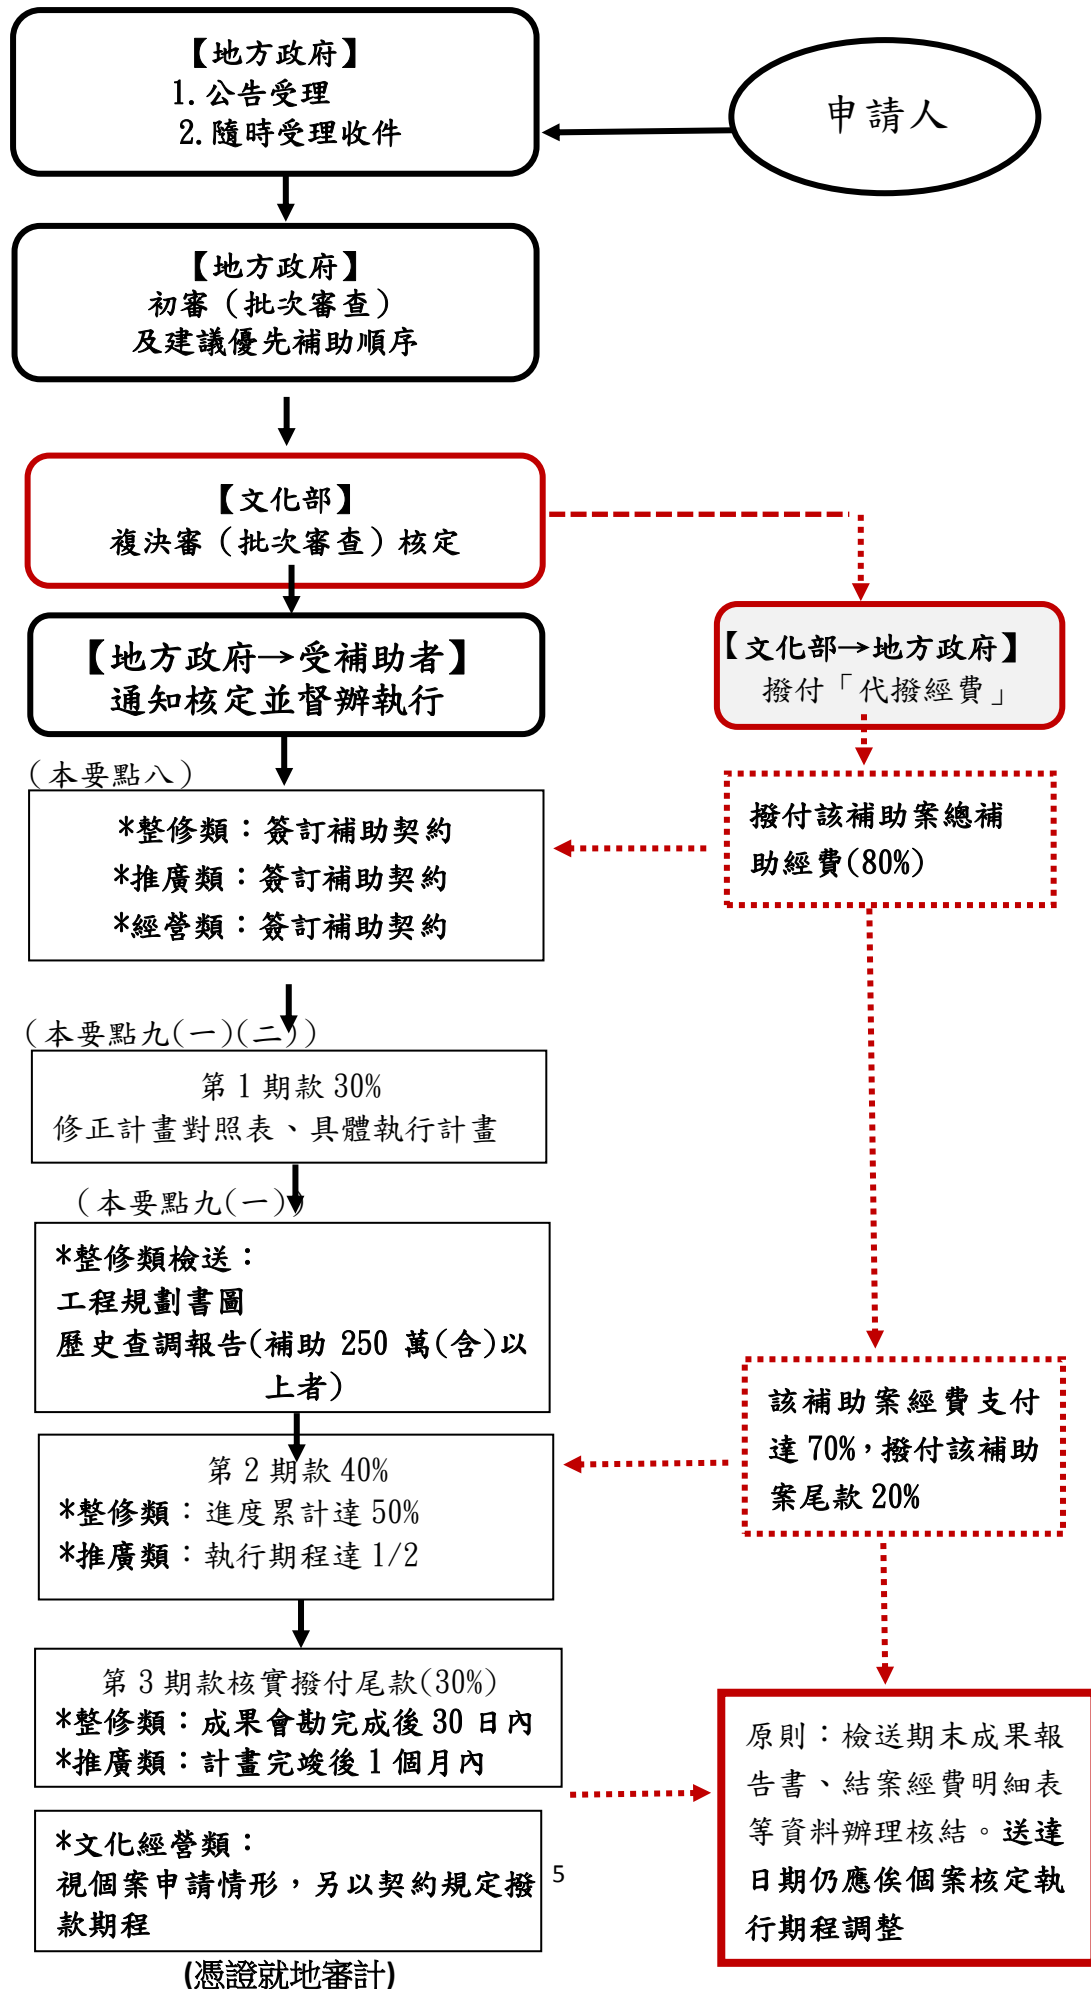 【地方政府】
1. 公告受理
2. 隨時受理收件
申請人
【地方政府】
初審（批次審查）
及建議優先補助順序
【文化部】
複決審（批次審查）核定
【地方政府→受補助者】
通知核定並督辦執行
【文化部→地方政府】
撥付「代撥經費」
（本要點八）
*整修類：簽訂補助契約
*推廣類：簽訂補助契約
*經營類：簽訂補助契約
撥付該補助案總補
助經費(80%)
（本要點九(一)(二)）
第 1 期款 30%
修正計畫對照表、具體執行計畫
（本要點九(一)）
*整修類檢送：
工程規劃書圖
歷史查調報告(補助 250 萬(含)以
上者)
該補助案經費支付
達 70%，撥付該補助
案尾款 20%
第 2 期款 40%
*整修類：進度累計達 50%
*推廣類：執行期程達 1/2
第 3 期款核實撥付尾款(30%)
*整修類：成果會勘完成後 30 日內
*推廣類：計畫完竣後 1 個月內
原則：檢送期末成果報
告書、結案經費明細表
等資料辦理核結。送達
日期仍應俟個案核定執
行期程調整
*文化經營類：
視個案申請情形，另以契約規定撥
款期程
5
(憑證就地審計)